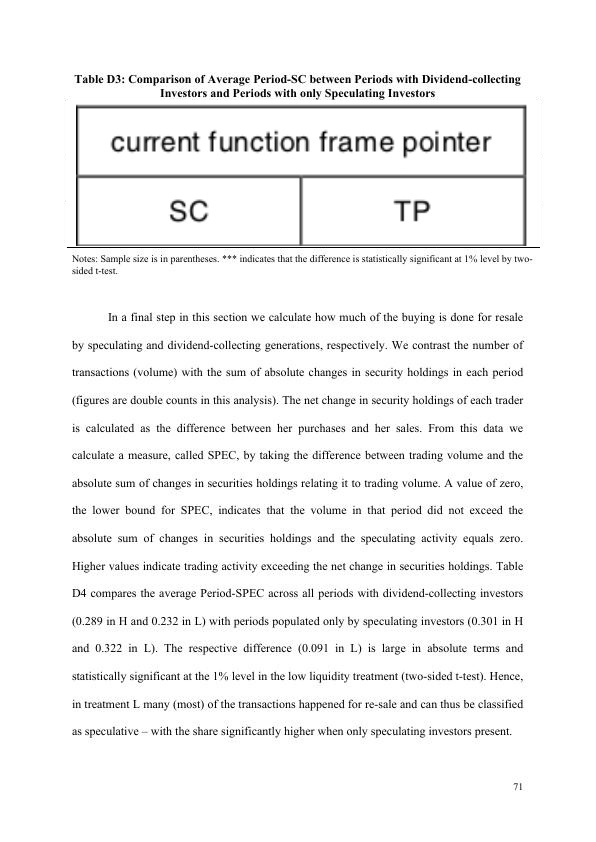 Table D3: Comparison of Average Period-SC between Periods with Dividend-collecting
Investors and Periods with only Speculating Investors
current function frame pointer
SC TP
Notes: Sample size is in parentheses. *** indicates that the difference is statistically significant at 1% level by two-
sided t-test.
In a final step in this section we calculate how much of the buying is done for resale
by speculating and dividend-collecting generations, respectively. We contrast the number of
transactions (volume) with the sum of absolute changes in security holdings in each period
(figures are double counts in this analysis). The net change in security holdings of each trader
is calculated as the difference between her purchases and her sales. From this data we
calculate a measure, called SPEC, by taking the difference between trading volume and the
absolute sum of changes in securities holdings relating it to trading volume. A value of zero,
the lower bound for SPEC, indicates that the volume in that period did not exceed the
absolute sum of changes in securities holdings and the speculating activity equals zero.
Higher values indicate trading activity exceeding the net change in securities holdings. Table
D4 compares the average Period-SPEC across all periods with dividend-collecting investors
(0.289 in H and 0.232 in L) with periods populated only by speculating investors (0.301 in H
and 0.322 in L). The respective difference (0.091 in L) is large in absolute terms and
statistically significant at the 1% level in the low liquidity treatment (two-sided t-test). Hence,
in treatment L many (most) of the transactions happened for re-sale and can thus be classified
as speculative – with the share significantly higher when only speculating investors present.
71